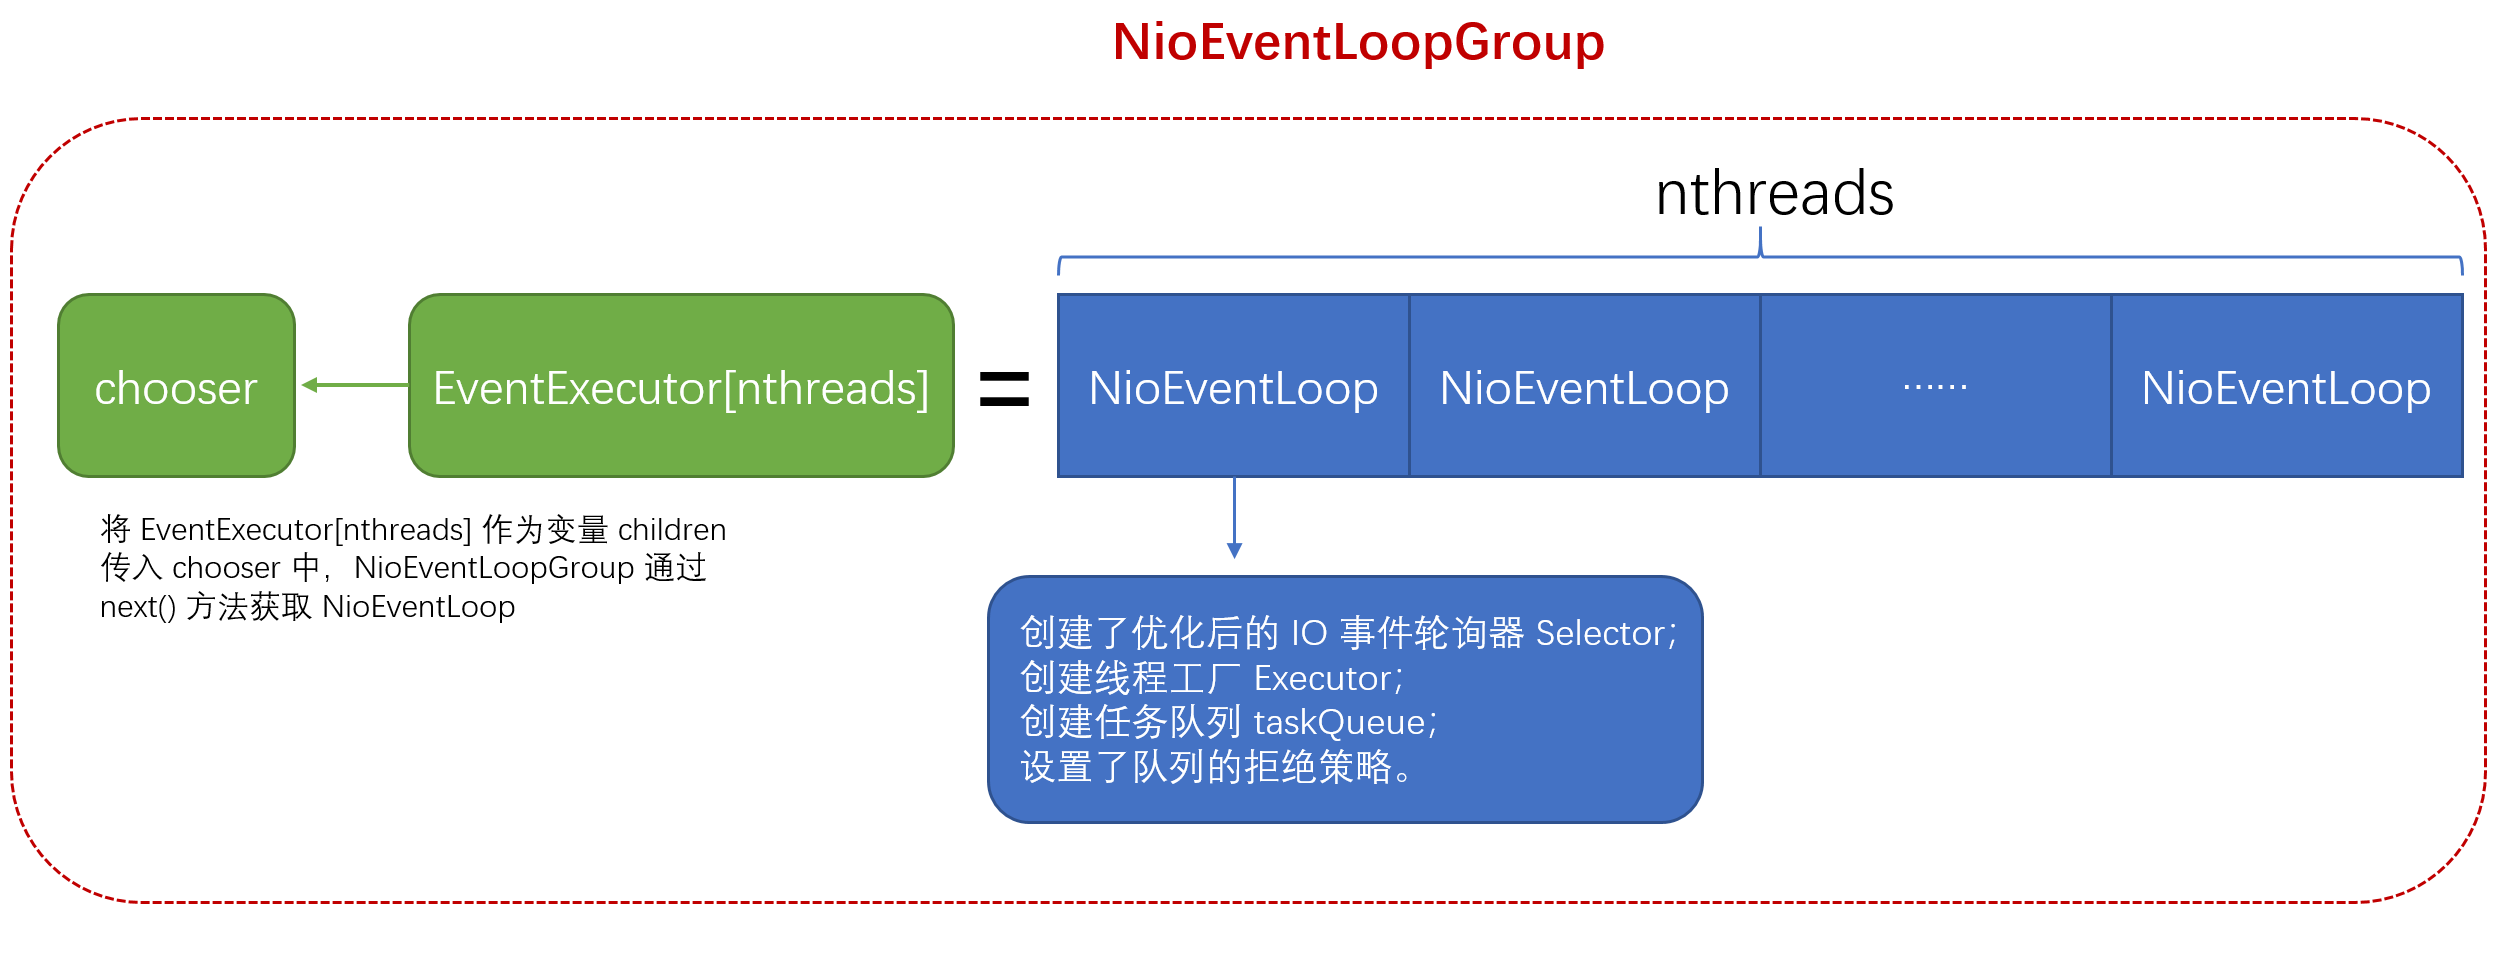 NioEventLoopGroup
nthreads
chooser
EventExecutor[nthreads]
=
NioEventLoop
NioEventLoop
......
NioEventLoop
将 EventExecutor[nthreads] 作为变量 children
传入 chooser 中，NioEventLoopGroup 通过
next() 方法获取 NioEventLoop
创建了优化后的 IO 事件轮询器 Selector；
创建线程工厂 Executor；
创建任务队列 taskQueue；
设置了队列的拒绝策略。